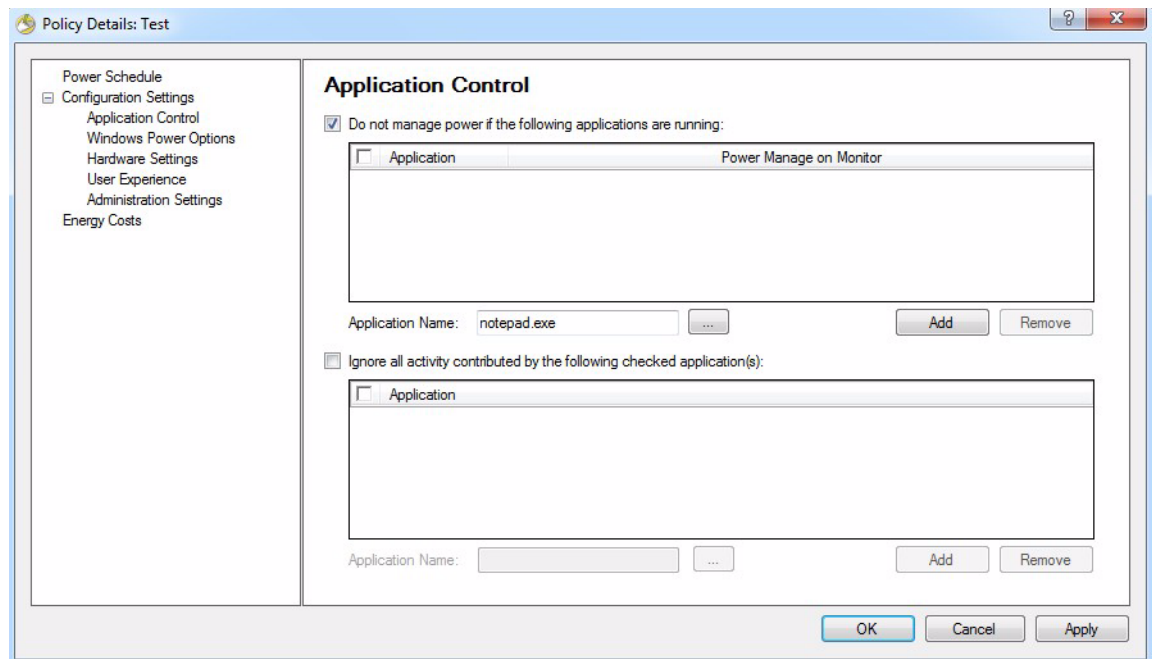 Policy Details: Test
?
Power Schedule
Configuration Settings
Application Control
Windows Power Options
Hardware Settings
User Experience
Administration Settings
Energy Costs
Application Control
Do not manage power if the following applications are running:
Application Power Manage on Monitor
Application Name: notepad.exe ... Add Remove
Ignore all activity contributed by the following checked application(s):
Application
Application Name: ... Add Remove
OK Cancel Apply